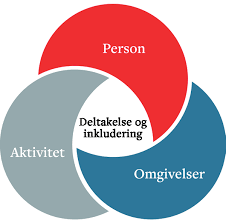 Person
Deltakelse og
inkludering
Aktivitet
Omgivelser